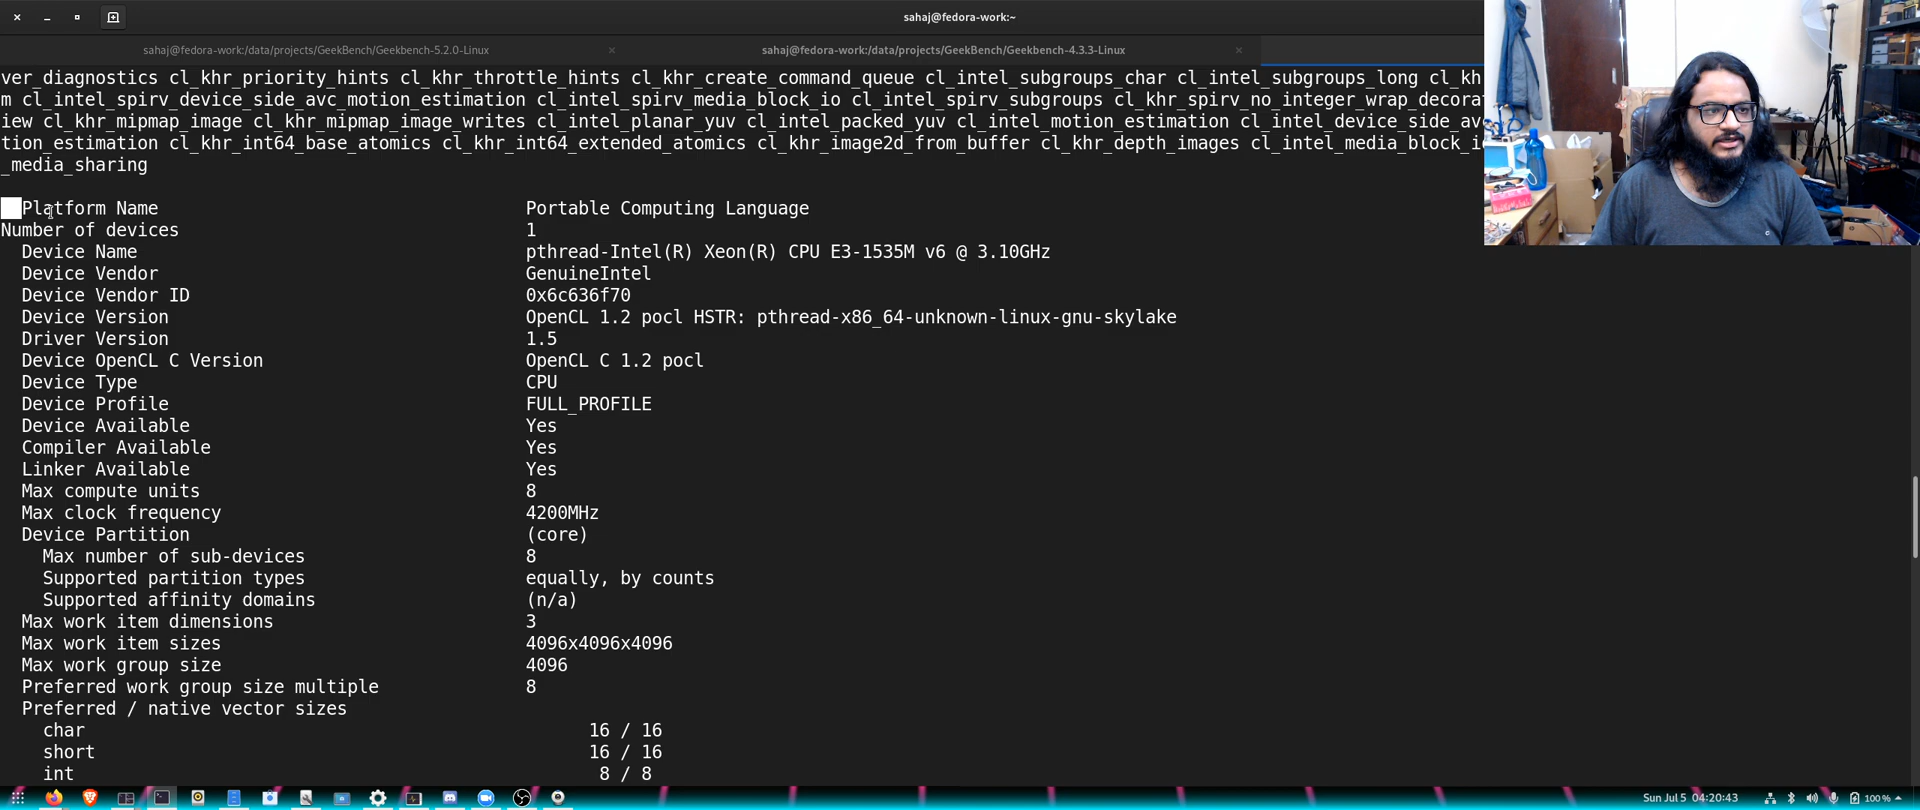 sahaj@fedora-work:~
sahaj@fedora-work:/data/projects/GeekBench/Geekbench-5.2.0-Linux
sahaj@fedora-work:/data/projects/GeekBench/Geekbench-4.3.3-Linux
ver_diagnostics cl_khr_priority_hints cl_khr_throttle_hints cl_khr_create_command_queue cl_intel_subgroups_char cl_intel_subgroups_long cl_kh
m cl_intel_spirv_device_side_avc_motion_estimation cl_intel_spirv_media_block_io cl_intel_spirv_subgroups cl_khr_spirv_no_integer_wrap_decora
iew cl_khr_mipmap_image cl_khr_mipmap_image_writes cl_intel_planar_yuv cl_intel_packed_yuv cl_intel_motion_estimation cl_intel_device_side_av
tion_estimation cl_khr_int64_base_atomics cl_khr_int64_extended_atomics cl_khr_image2d_from_buffer cl_khr_depth_images cl_intel_media_block_i
_media_sharing
Platform Name Portable Computing Language
Number of devices 1
Device Name pthread-Intel(R) Xeon(R) CPU E3-1535M v6 @ 3.10GHz
Device Vendor GenuineIntel
Device Vendor ID 0x6c636f70
Device Version OpenCL 1.2 pocl HSTR: pthread-x86_64-unknown-linux-gnu-skylake
Driver Version 1.5
Device OpenCL C Version OpenCL C 1.2 pocl
Device Type CPU
Device Profile FULL_PROFILE
Device Available Yes
Compiler Available Yes
Linker Available Yes
Max compute units 8
Max clock frequency 4200MHz
Device Partition (core)
Max number of sub-devices 8
Supported partition types equally, by counts
Supported affinity domains (n/a)
Max work item dimensions 3
Max work item sizes 4096x4096x4096
Max work group size 4096
Preferred work group size multiple 8
Preferred / native vector sizes
char 16 / 16
short 16 / 16
int 8 / 8
Sun Jul 5 04:20:43
100 %